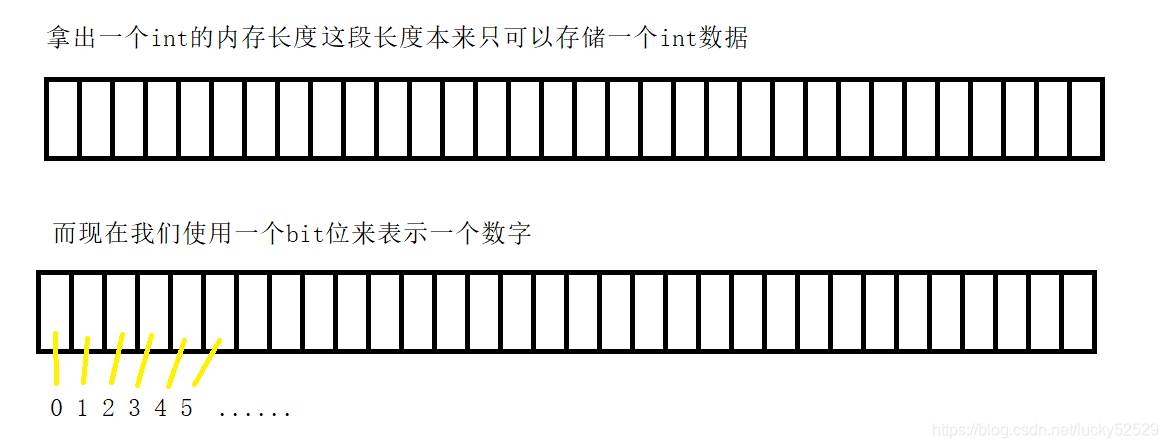 拿出一个int的内存长度这段长度本来只可以存储一个int数据
而现在我们使用一个bit位来表示一个数字
0 1 2 3 4 5 ......
https://blog.csdn.net/lucky52529